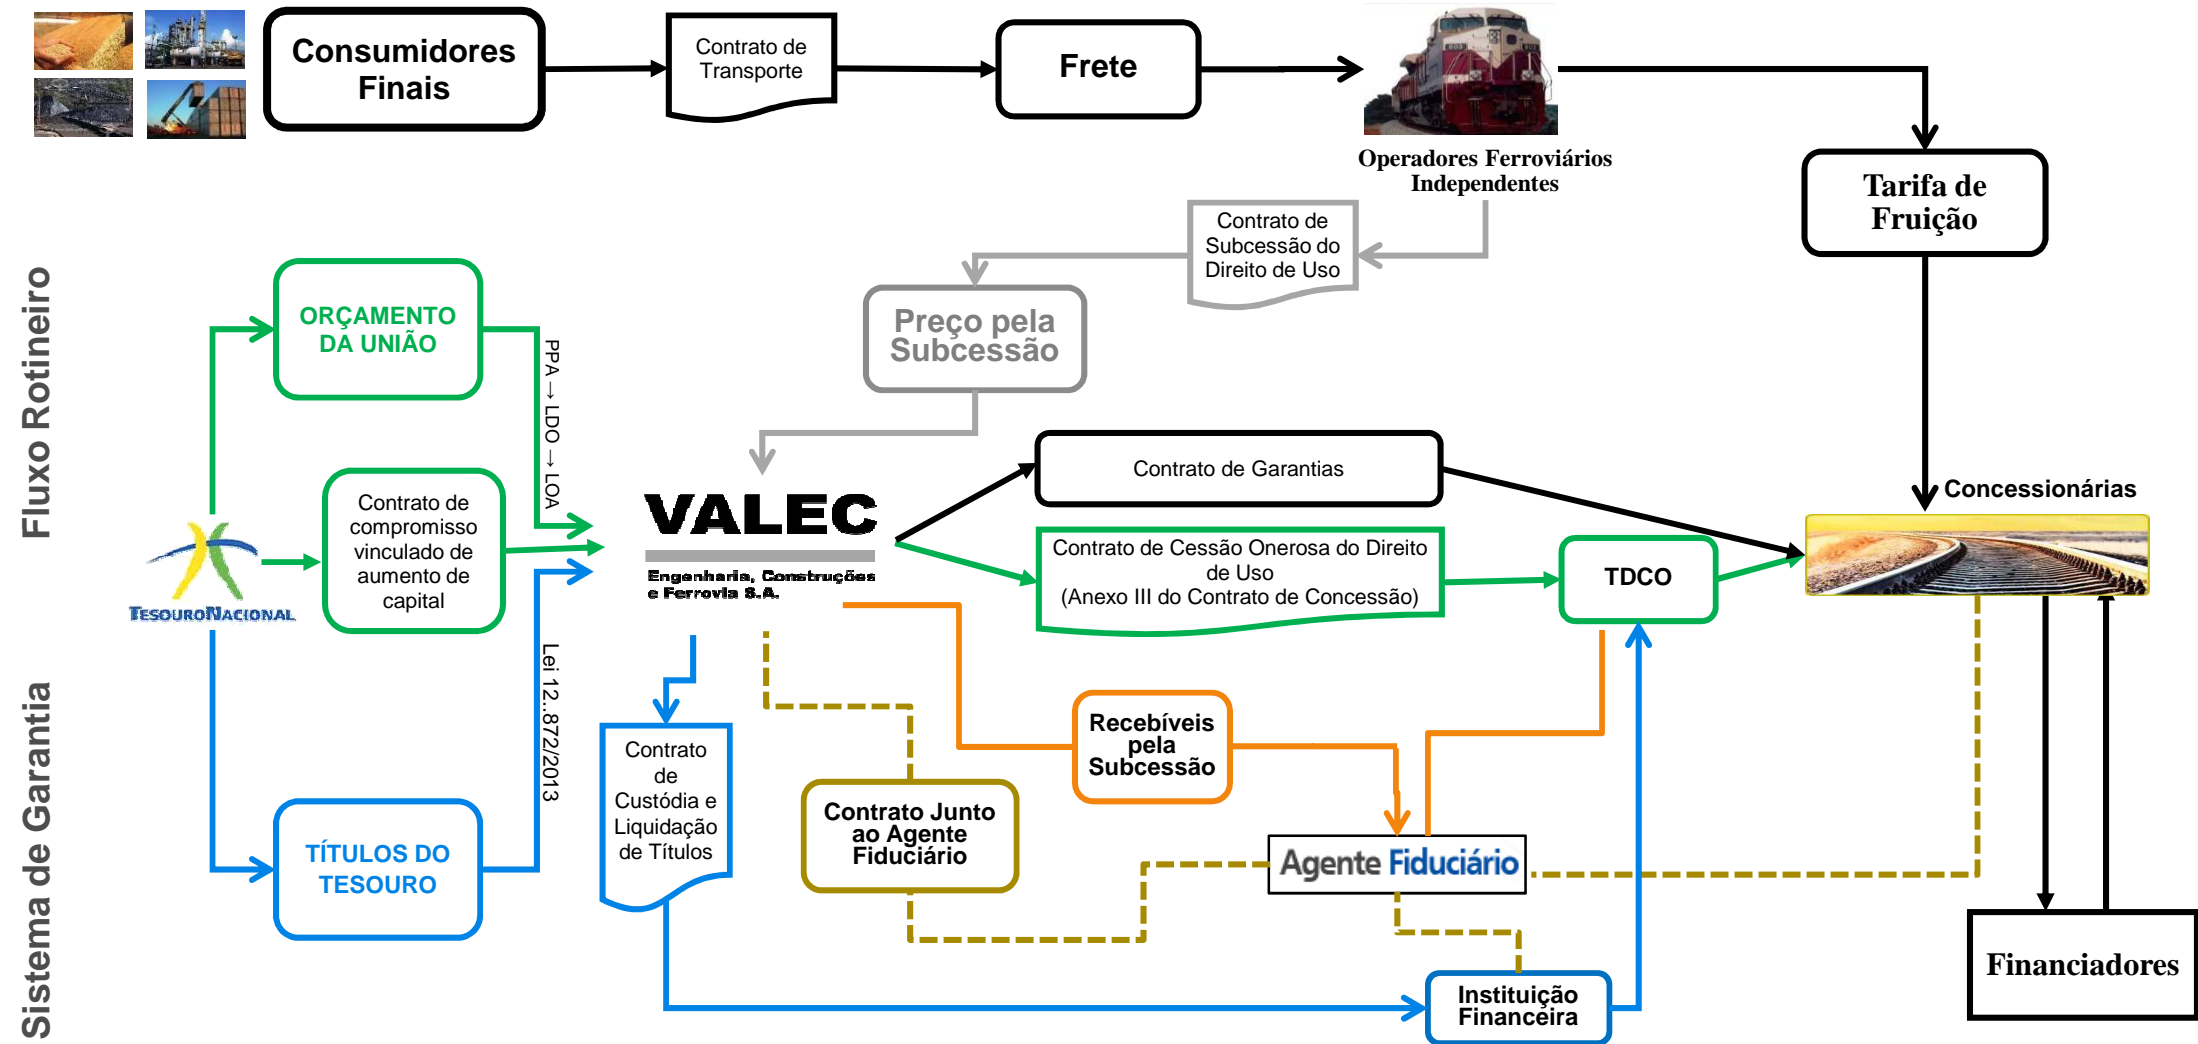 Consumidores
Finais
Contrato de
Transporte
Frete
Operadores Ferroviários
Independentes
Tarifa de
Fruição
Contrato de
Subcessão do
Direito de Uso
Preço pela
Subcessão
Fluxo Rotineiro
ORÇAMENTO
DA UNIÃO
PPA → LDO → LOA
Contrato de
compromisso
vinculado de
aumento de
capital
TESOURONACIONAL
VALEC
Engenharia, Construções
e Ferrovia S.A.
Contrato de Garantias
Contrato de Cessão Onerosa do Direito
de Uso
(Anexo III do Contrato de Concessão)
TDCO
Concessionárias
Sistema de Garantia
Lei 12..872/2013
TÍTULOS DO
TESOURO
Contrato
de
Custódia e
Liquidação
de Títulos
Contrato Junto
ao Agente
Fiduciário
Recebíveis
pela
Subcessão
Agente Fiduciário
Instituição
Financeira
Financiadores